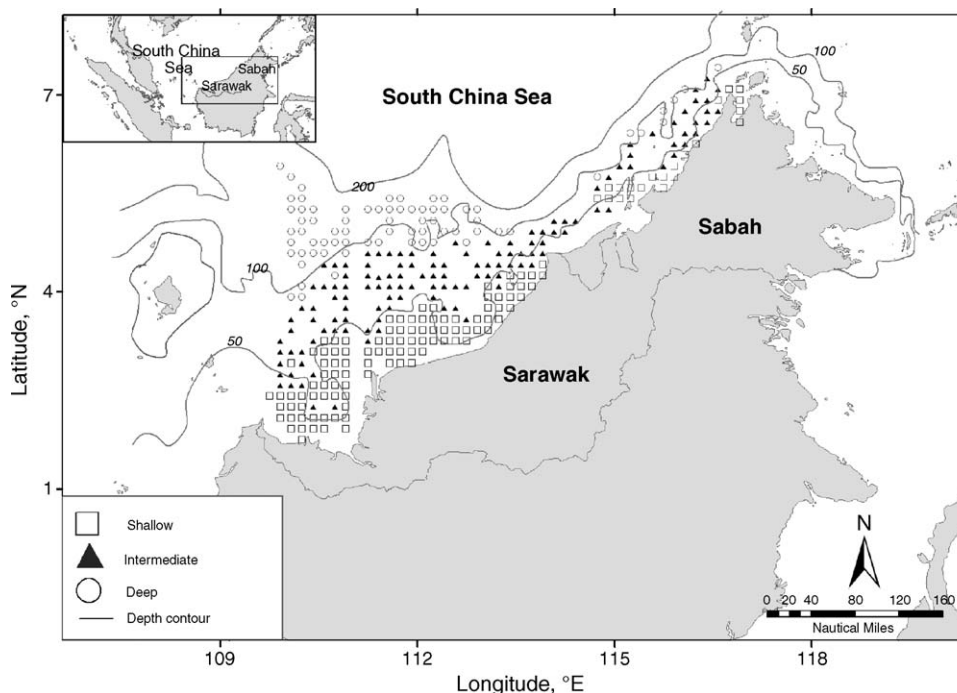 South China
Sea
Sabah
Sarawak
South China Sea
100
50
200
100
50
Sabah
Sarawak
7
4
1
Latitude, °N
Shallow
Intermediate
Deep
Depth contour
N
0 20 40 80 120 160
Nautical Miles
109 112 115 118
Longitude, °E